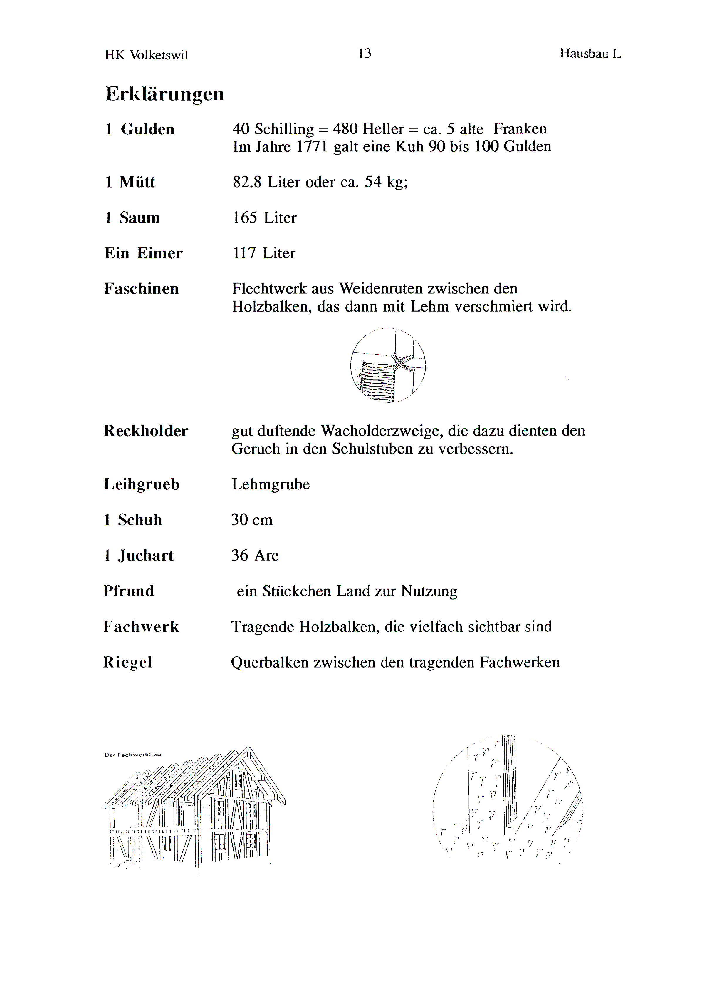 HK Volketswil 13 Hausbau L
Erklärungen
1 Gulden 40 Schilling = 480 Heller = ca. 5 alte Franken
Im Jahre 1771 galt eine Kuh 90 bis 100 Gulden
1 Mütt 82.8 Liter oder ca. 54 kg;
1 Saum 165 Liter
Ein Eimer 117 Liter
Faschinen Flechtwerk aus Weidenruten zwischen den
Holzbalken, das dann mit Lehm verschmiert wird.
Reckholder gut duftende Wacholderzweige, die dazu dienten den
Geruch in den Schulstuben zu verbessern.
Leihgrueb Lehmgrube
1 Schuh 30 cm
1 Juchart 36 Are
Pfrund ein Stückchen Land zur Nutzung
Fachwerk Tragende Holzbalken, die vielfach sichtbar sind
Riegel Querbalken zwischen den tragenden Fachwerken
Der Fachwerkbau